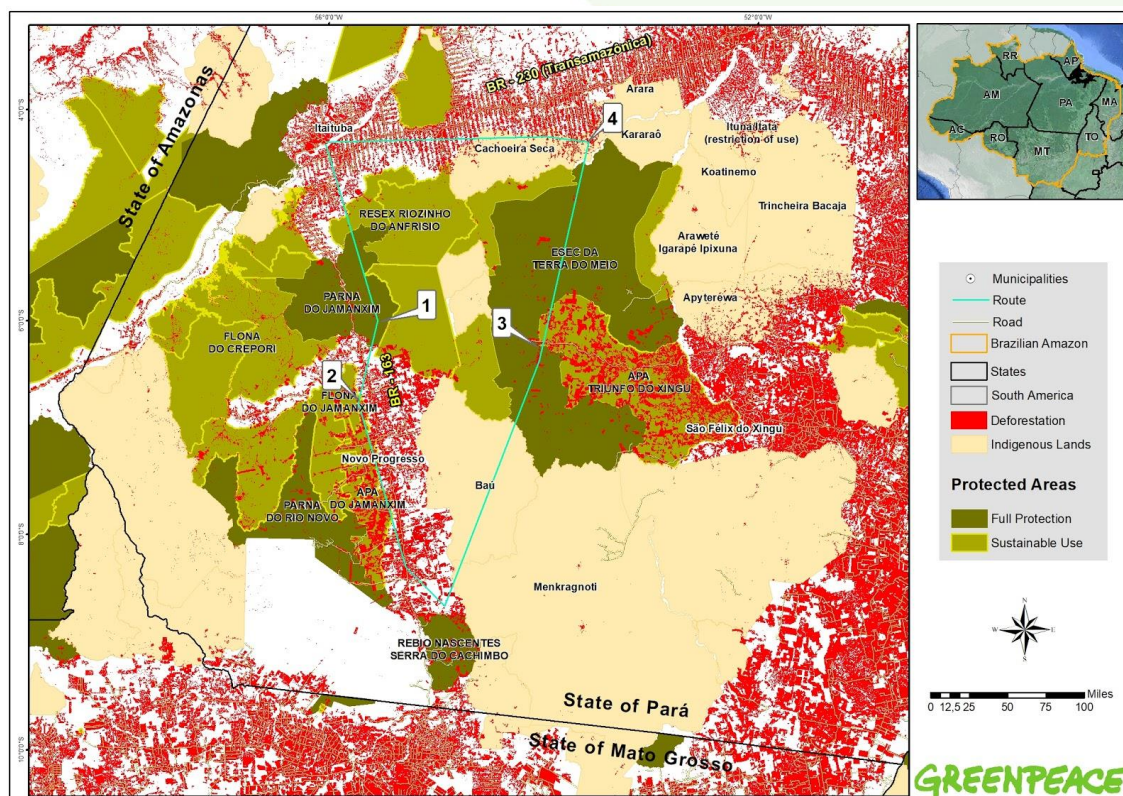 56°0'0"W
52°0'0"W
4°0'0"S
6°0'0"S
8°0'0"S
10°0'0"S
State of Amazonas
BR - 230 (Transamazônica)
Arara
4
Itaituba
Kararaô
Ituna/Itatá
(restriction of use)
Cachoeira Seca
Koatinemo
Trincheira Bacaja
RESEX RIOZINHO
DO ANFRISIO
Araweté
Igarapé Ipixuna
ESEC DA
TERRA DO MEIO
PARNA
DO JAMANXIM
1
Apyterewa
3
FLONA
DO CREPORI
BR - 163
2
FLONA
DO JAMANXIM
APA
TRIUNFO DO XINGU
São Félix do Xingu
Novo Progresso
Baú
APA
DO JAMANXIM
PARNA
DO RIO NOVO
Menkragnoti
REBIO NASCENTES
SERRA DO CACHIMBO
State of Pará
State of Mato Grosso
RR
AP
AM
PA
MA
AC
RO
TO
MT
Municipalities
Route
Road
Brazilian Amazon
States
South America
Deforestation
Indigenous Lands
Protected Areas
Full Protection
Sustainable Use
N
W
E
S
Miles
0 12,5 25 50 75 100
GREENPEACE